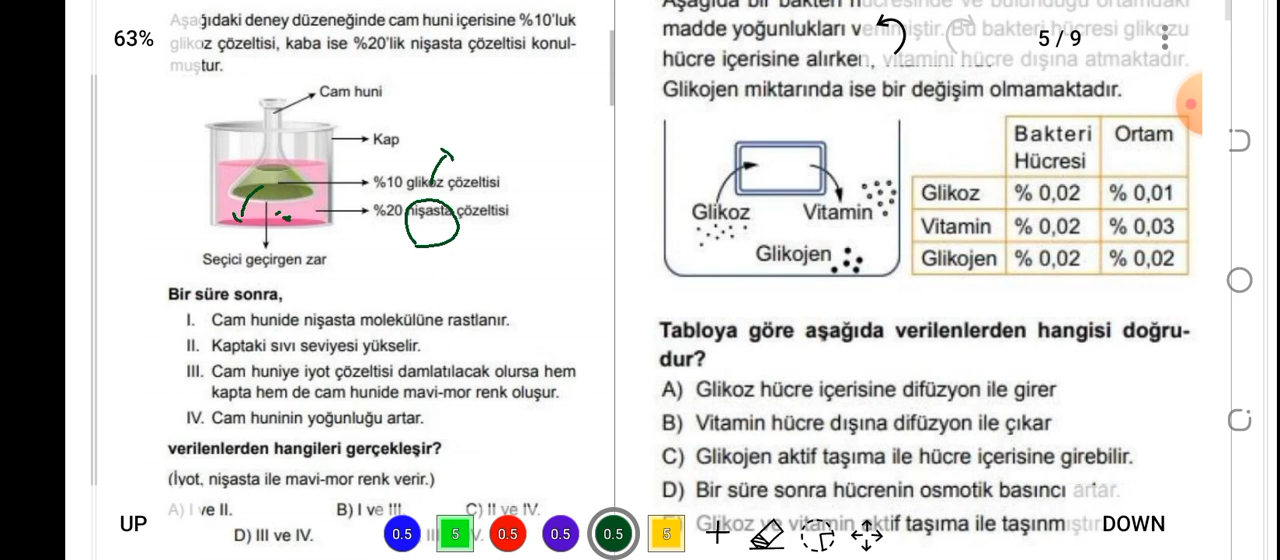 63%
Aşağıdaki deney düzeneğinde cam huni içerisine %10'luk
glikoz çözeltisi, kaba ise %20'lik nişasta çözeltisi konul-
muştur.
Cam huni
Kap
%10 glikoz çözeltisi
%20 nişasta çözeltisi
Seçici geçirgen zar
Bir süre sonra,
I. Cam hunide nişasta molekülüne rastlanır.
II. Kaptaki sıvı seviyesi yükselir.
III. Cam huniye iyot çözeltisi damlatılacak olursa hem
kapta hem de cam hunide mavi-mor renk oluşur.
IV. Cam huninin yoğunluğu artar.
verilenlerden hangileri gerçekleşir?
(İyot, nişasta ile mavi-mor renk verir.)
A) I ve II. B) I ve III. C) II ve IV.
D) III ve IV.
UP
Aşağıda bir bakteri hücresinde ve bulunduğu ortamdaki
madde yoğunlukları verilmiştir. Bu bakteri hücresi glikozu
hücre içerisine alırken, vitamini hücre dışına atmaktadır.
Glikojen miktarında ise bir değişim olmamaktadır.
5 / 9
Glikoz
Vitamin
Glikojen
Bakteri Hücresi Ortam
Glikoz % 0,02 % 0,01
Vitamin % 0,02 % 0,03
Glikojen % 0,02 % 0,02
Tabloya göre aşağıda verilenlerden hangisi doğru-
dur?
A) Glikoz hücre içerisine difüzyon ile girer
B) Vitamin hücre dışına difüzyon ile çıkar
C) Glikojen aktif taşıma ile hücre içerisine girebilir.
D) Bir süre sonra hücrenin osmotik basıncı artar.
E) Glikoz ve vitamin aktif taşıma ile taşınmıştır
DOWN
0.5 5 0.5 0.5 0.5 5